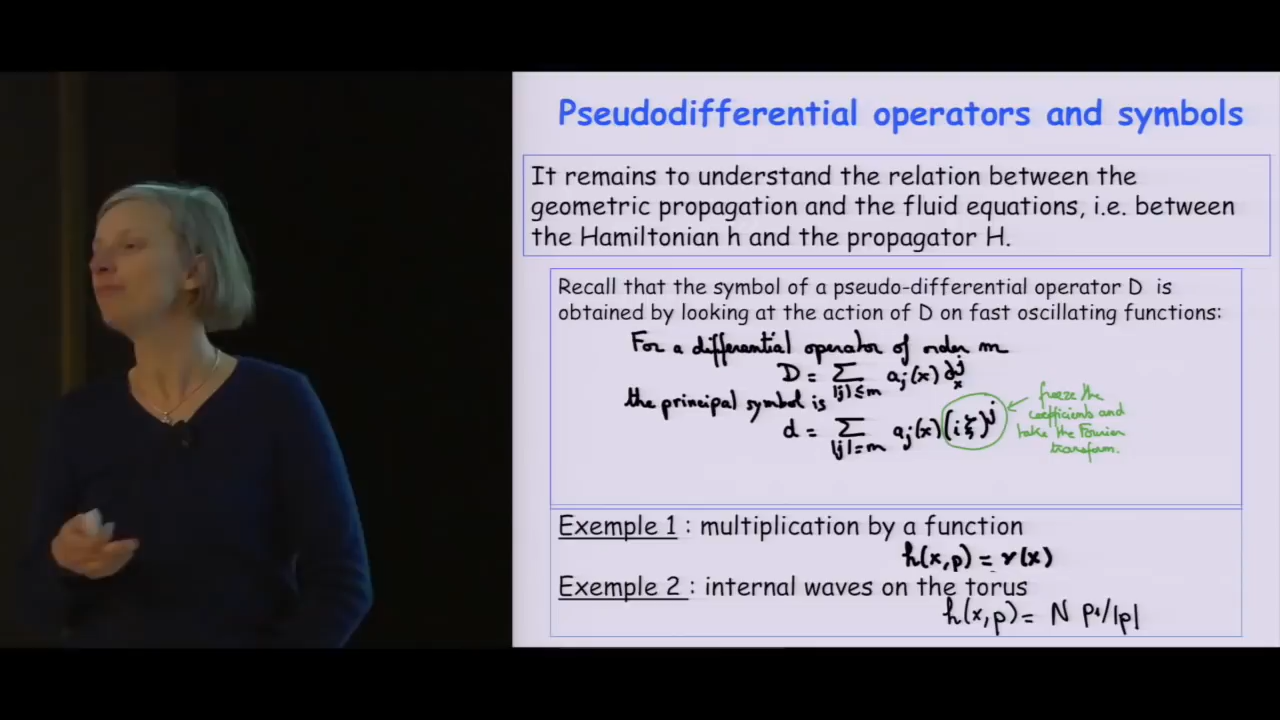 Pseudodifferential operators and symbols
It remains to understand the relation between the
geometric propagation and the fluid equations, i.e. between
the Hamiltonian h and the propagator H.
Recall that the symbol of a pseudo-differential operator D is
obtained by looking at the action of D on fast oscillating functions:
For a differential operator of order m
D = ∑_{|j|≤m} a_j(x) ∂_x^j
the principal symbol is
d = ∑_{|j|=m} a_j(x) (iξ)^j
freeze the
coefficients and
take the Fourier
transform.
Exemple 1 : multiplication by a function
h(x,p) = r(x)
Exemple 2 : internal waves on the torus
h(x,p) = N p₁/|p|